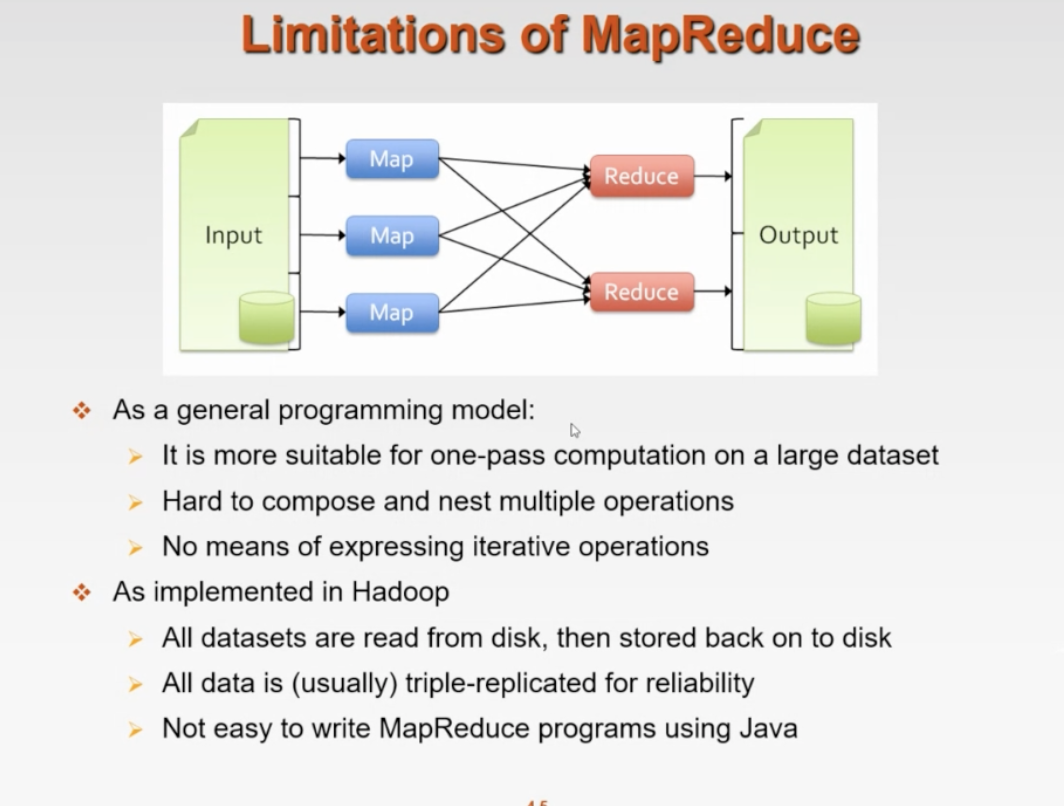 Limitations of MapReduce
Input
Map
Map
Map
Reduce
Reduce
Output
As a general programming model:
It is more suitable for one-pass computation on a large dataset
Hard to compose and nest multiple operations
No means of expressing iterative operations
As implemented in Hadoop
All datasets are read from disk, then stored back on to disk
All data is (usually) triple-replicated for reliability
Not easy to write MapReduce programs using Java